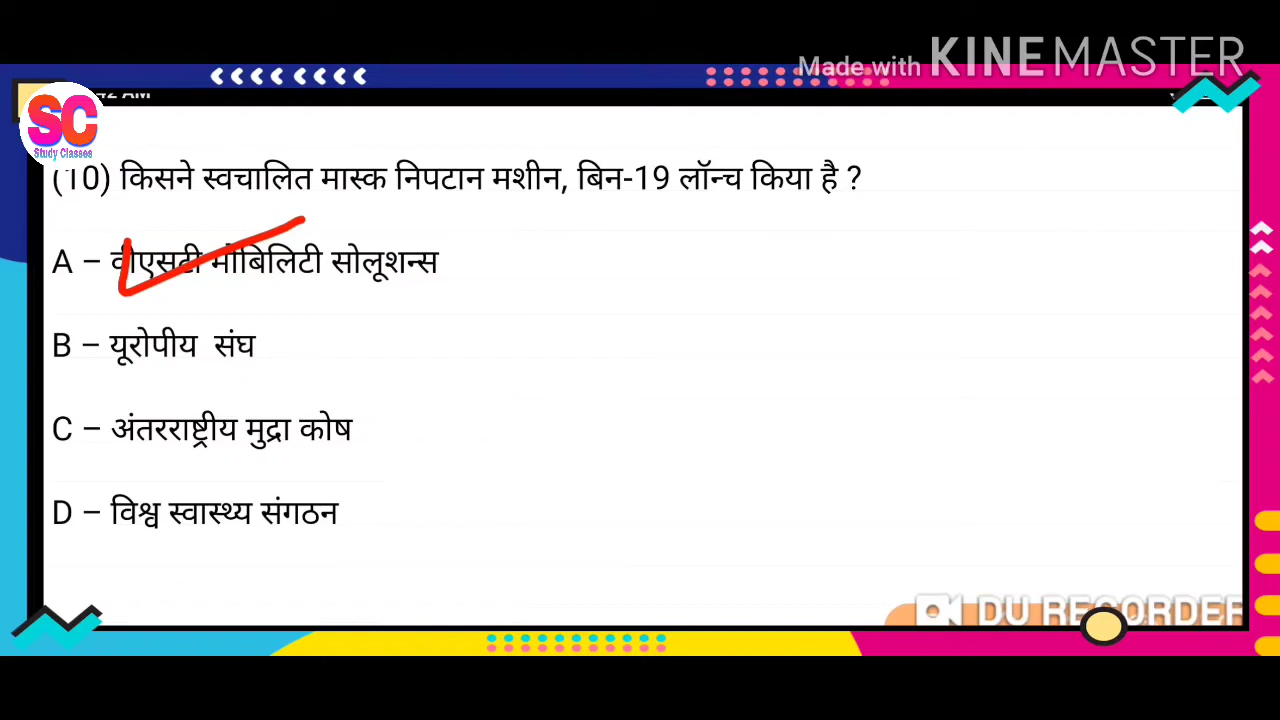 Made with KINEMASTER
SC
Study Classes
(10) किसने स्वचालित मास्क निपटान मशीन, बिन-19 लॉन्च किया है ?
A – वीएसटी मोबिलिटी सोलूशन्स
B – यूरोपीय संघ
C – अंतरराष्ट्रीय मुद्रा कोष
D – विश्व स्वास्थ्य संगठन
DU RECORDER